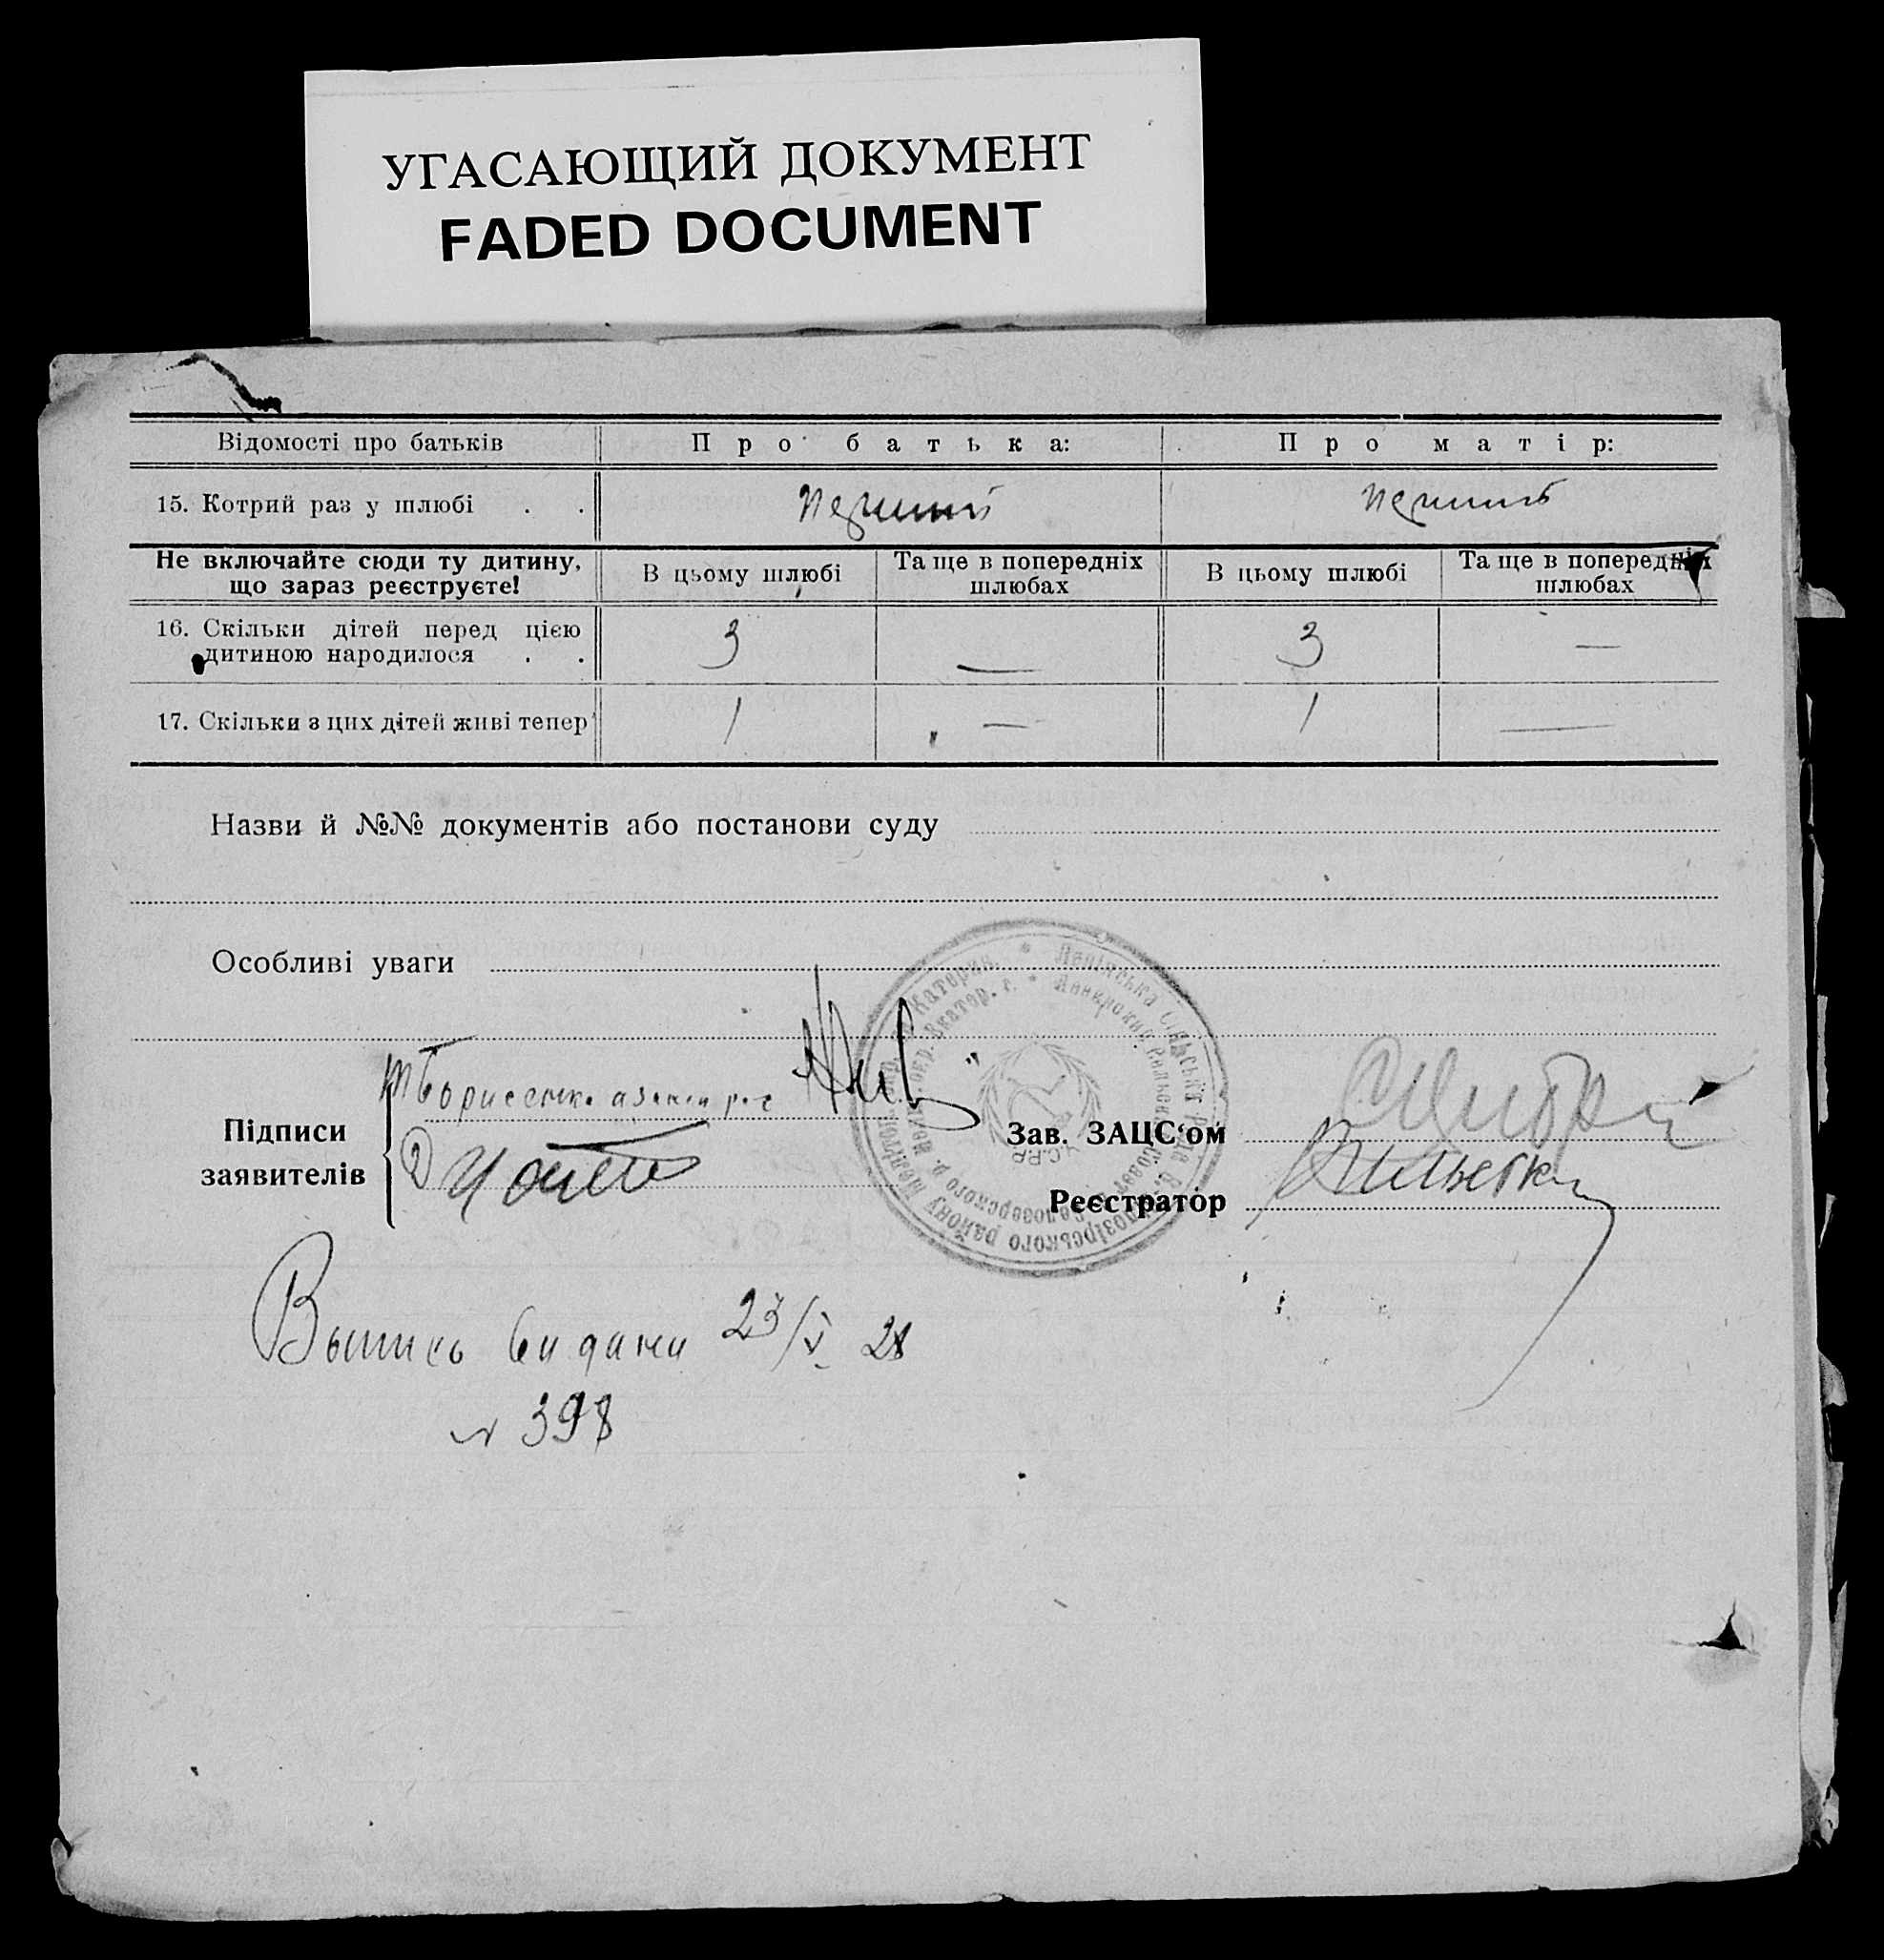 УГАСАЮЩИЙ ДОКУМЕНТ
FADED DOCUMENT
Відомості про батьків
Про батька:
Про матір:
15. Котрий раз у шлюбі . .
перший
перший
Не включайте сюди ту дитину,
що зараз реєструєте!
В цьому шлюбі
Та ще в попередніх
шлюбах
В цьому шлюбі
Та ще в попередніх
шлюбах
16. Скільки дітей перед цією
дитиною народилося . .
3
—
3
—
17. Скільки з цих дітей живі тепер
1
—
1
—
Назви й №№ документів або постанови суду
Особливі уваги
Підписи
заявителів
Зав. ЗАЦС‘ом
Реєстратор
У.С.Р.Р.
Выпись видани 23/V 28
№ 398